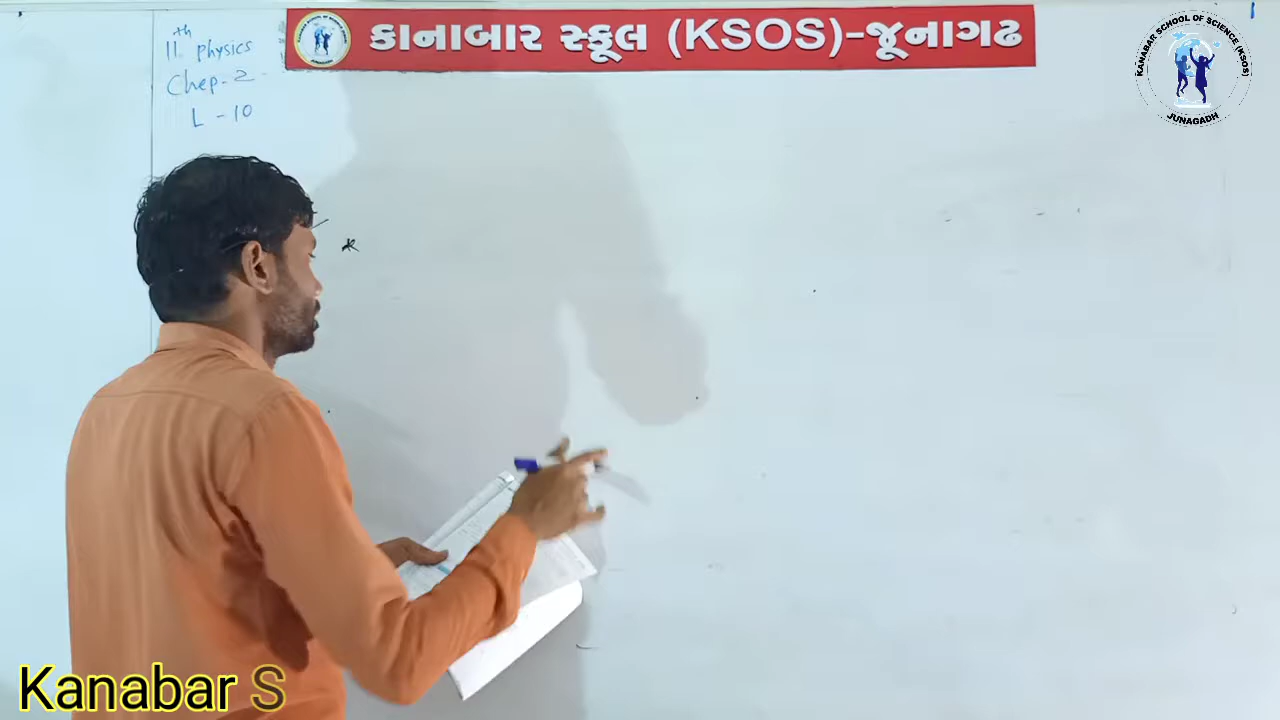 કાનાબાર સ્કૂલ (KSOS)-જૂનાગઢ
11th physics
Chep-2
L-10
*
KANABAR SCHOOL OF SCIENCE (KSOS)
JUNAGADH
Kanabar S